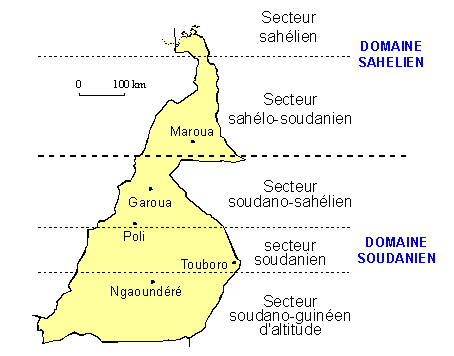 Secteur
sahélien
DOMAINE
SAHELIEN
0 100 km
Secteur
sahélo-soudanien
Maroua
Secteur
soudano-sahélien
Garoua
Poli
secteur
soudanien
DOMAINE
SOUDANIEN
Touboro
Ngaoundéré
Secteur
soudano-guinéen
d'altitude